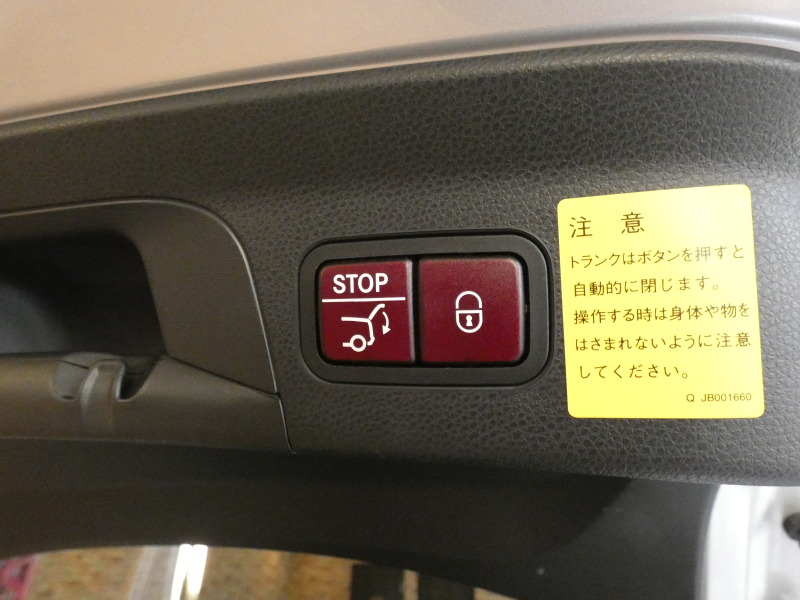 STOP
注 意
トランクはボタンを押すと
自動的に閉じます。
操作する時は身体や物を
はさまれないように注意
してください。
Q JB001660